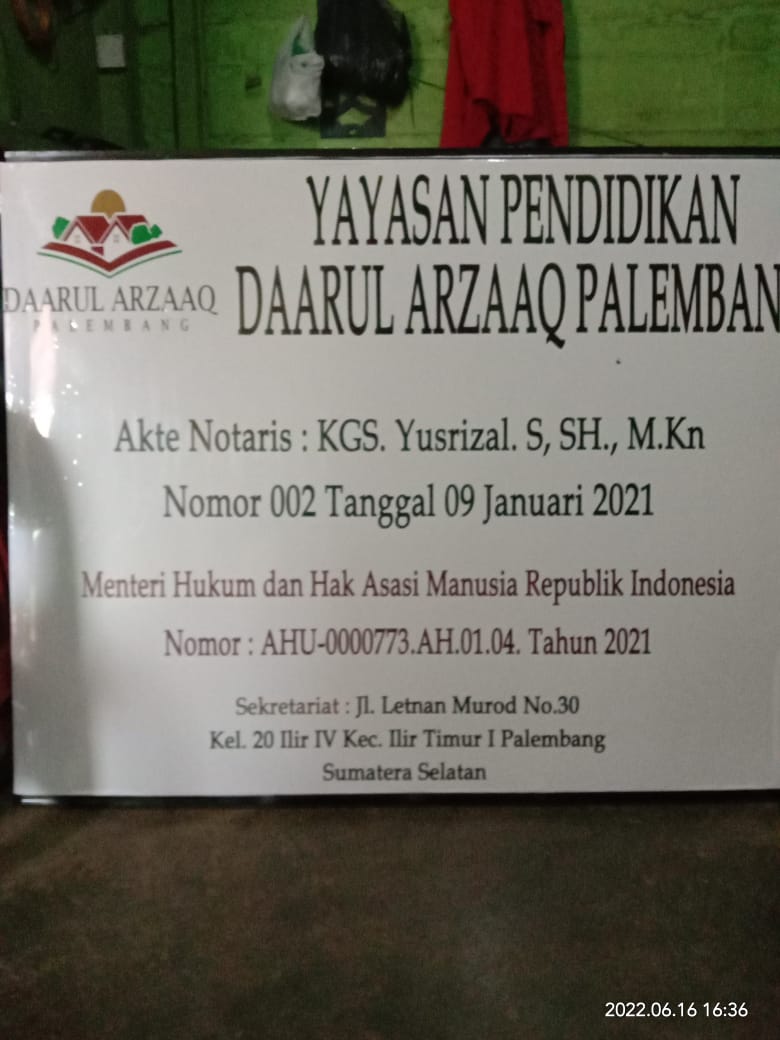 DAARUL ARZAAQ
PALEMBANG
YAYASAN PENDIDIKAN
DAARUL ARZAAQ PALEMBAN
Akte Notaris : KGS. Yusrizal. S, SH., M.Kn
Nomor 002 Tanggal 09 Januari 2021
Menteri Hukum dan Hak Asasi Manusia Republik Indonesia
Nomor : AHU-0000773.AH.01.04. Tahun 2021
Sekretariat : Jl. Letnan Murod No.30
Kel. 20 Ilir IV Kec. Ilir Timur I Palembang
Sumatera Selatan
2022.06.16 16:36